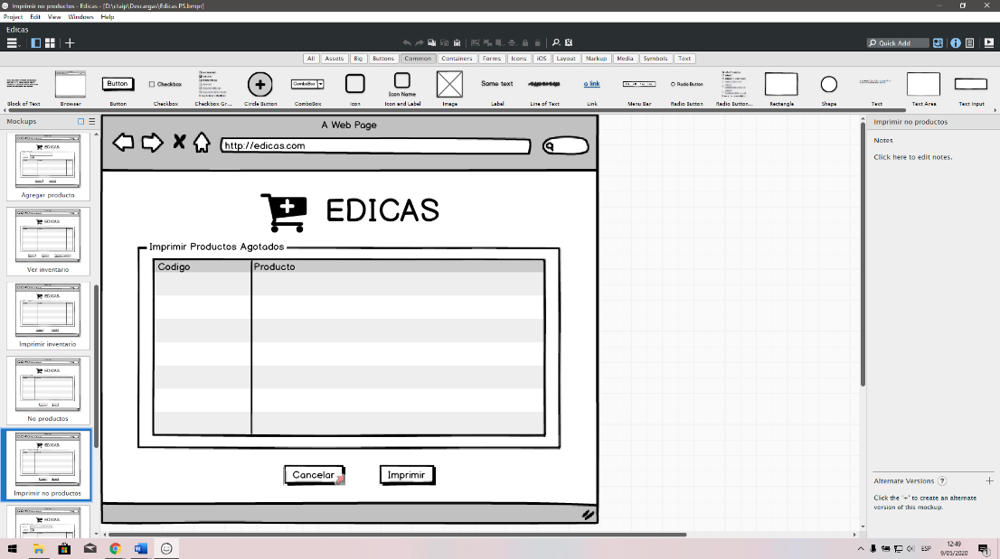 Imprimir no productos - Edicas - [D:\ctaip\Descargas\Edicas PS.bmpr]
Project Edit View Windows Help
Edicas
Quick Add
All Assets Big Buttons Common Containers Forms Icons iOS Layout Markup Media Symbols Text
Button
Checkbox
ComboBox
Icon Name
Some text
a link
Radio Button
Block of Text Browser Button Checkbox Checkbox Gr... Circle Button ComboBox Icon Icon and Label Image Label Line of Text Link Menu Bar Radio Button Radio Button... Rectangle Shape Text Text Area Text Input
Mockups
EDICAS
Agregar producto
EDICAS
Ver inventario
EDICAS
Imprimir inventario
EDICAS
No productos
EDICAS
Imprimir no productos
EDICAS
A Web Page
http://edicas.com
EDICAS
Imprimir Productos Agotados
Codigo Producto
Cancelar Imprimir
Imprimir no productos
Notes
Click here to edit notes.
Alternate Versions ?
Click the '+' to create an alternate
version of this mockup.
ESP
12:49
9/05/2020